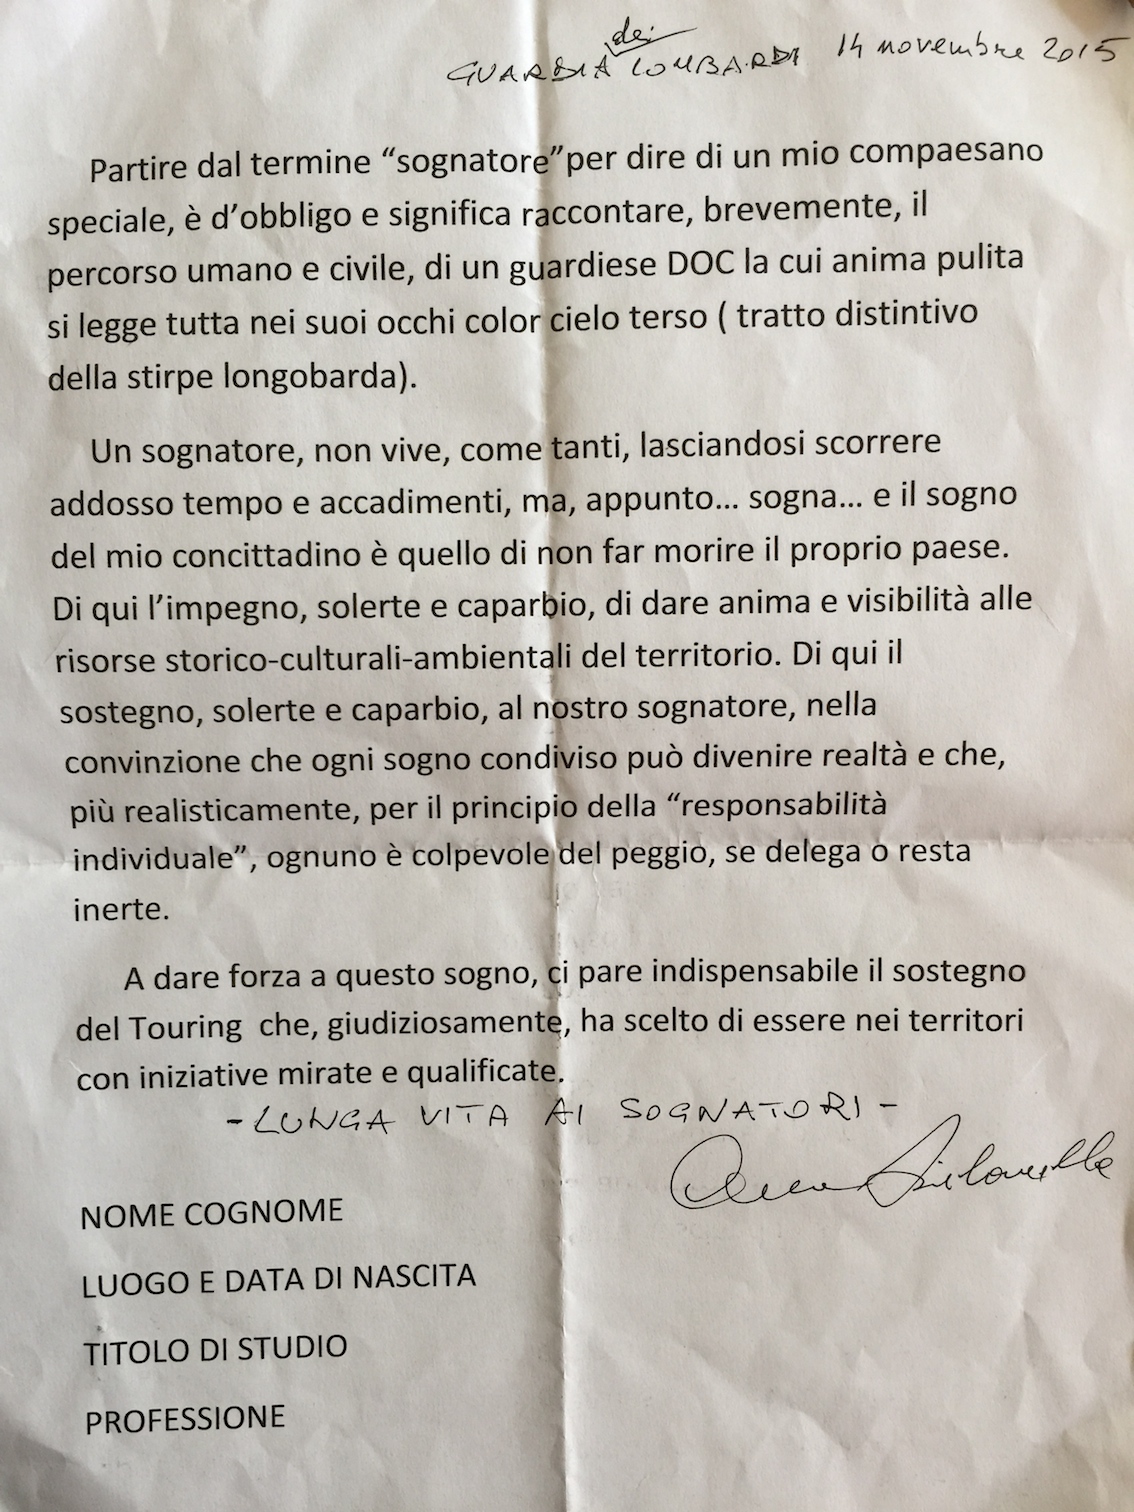 GUARDIA dei LOMBARDI 14 novembre 2015
Partire dal termine “sognatore”per dire di un mio compaesano
speciale, è d’obbligo e significa raccontare, brevemente, il
percorso umano e civile, di un guardiese DOC la cui anima pulita
si legge tutta nei suoi occhi color cielo terso ( tratto distintivo
della stirpe longobarda).
Un sognatore, non vive, come tanti, lasciandosi scorrere
addosso tempo e accadimenti, ma, appunto… sogna… e il sogno
del mio concittadino è quello di non far morire il proprio paese.
Di qui l’impegno, solerte e caparbio, di dare anima e visibilità alle
risorse storico-culturali-ambientali del territorio. Di qui il
sostegno, solerte e caparbio, al nostro sognatore, nella
convinzione che ogni sogno condiviso può divenire realtà e che,
più realisticamente, per il principio della “responsabilità
individuale”, ognuno è colpevole del peggio, se delega o resta
inerte.
A dare forza a questo sogno, ci pare indispensabile il sostegno
del Touring che, giudiziosamente, ha scelto di essere nei territori
con iniziative mirate e qualificate.
- LUNGA VITA AI SOGNATORI -
NOME COGNOME
LUOGO E DATA DI NASCITA
TITOLO DI STUDIO
PROFESSIONE